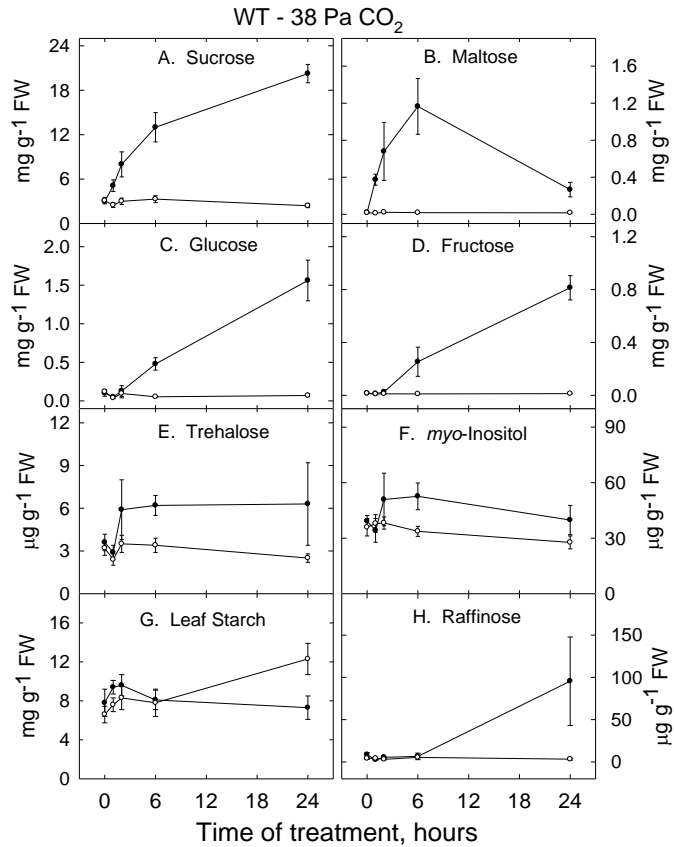 WT - 38 Pa CO2
A. Sucrose
B. Maltose
24
18
12
6
0
mg g-1 FW
1.6
1.2
0.8
0.4
0.0
mg g-1 FW
C. Glucose
D. Fructose
2.0
1.5
1.0
0.5
0.0
mg g-1 FW
1.2
0.8
0.4
0.0
mg g-1 FW
E. Trehalose
F. myo-Inositol
12
9
6
3
0
µg g-1 FW
90
60
30
0
µg g-1 FW
G. Leaf Starch
H. Raffinose
16
12
8
4
0
mg g-1 FW
150
100
50
0
µg g-1 FW
0 6 12 18 24
0 6 12 18 24
Time of treatment, hours